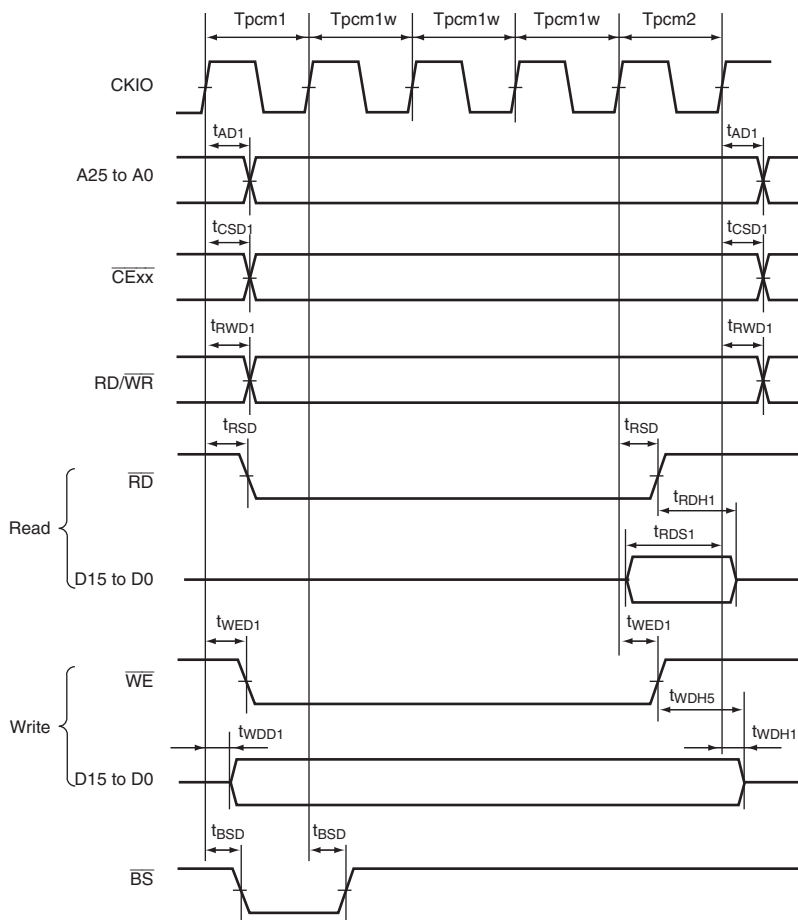 Tpcm1 Tpcm1w Tpcm1w Tpcm1w Tpcm2
CKIO
tAD1 tAD1
A25 to A0
tCSD1 tCSD1
CExx
tRWD1 tRWD1
RD/WR
tRSD tRSD
RD
tRDH1
Read
tRDS1
D15 to D0
tWED1 tWED1
WE
tWDH5
Write
tWDD1 tWDH1
D15 to D0
tBSD tBSD
BS